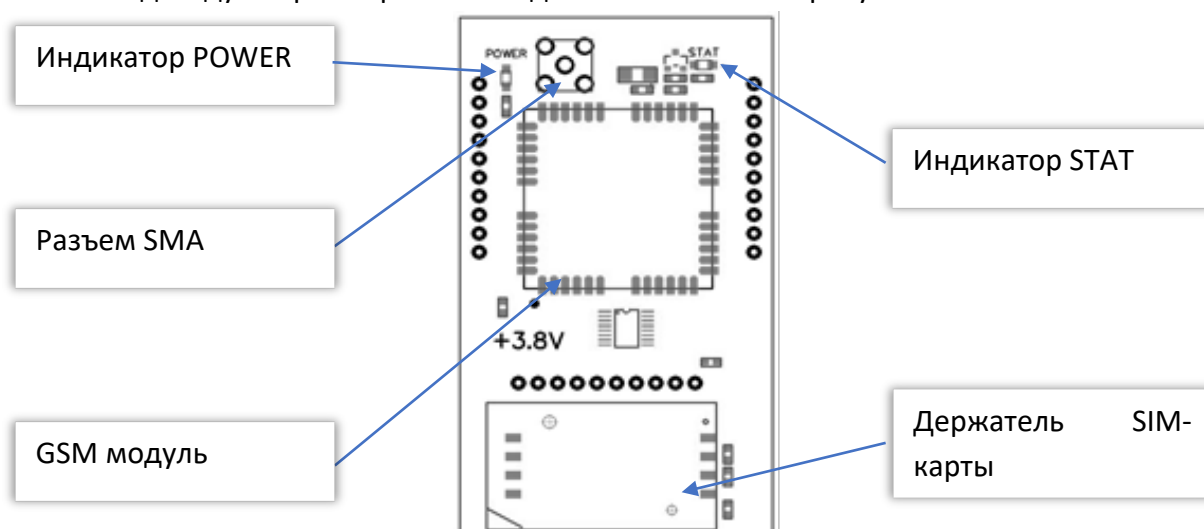 Индикатор POWER
POWER
STAT
Индикатор STAT
Разъем SMA
+3.8V
GSM модуль
Держатель SIM-
карты